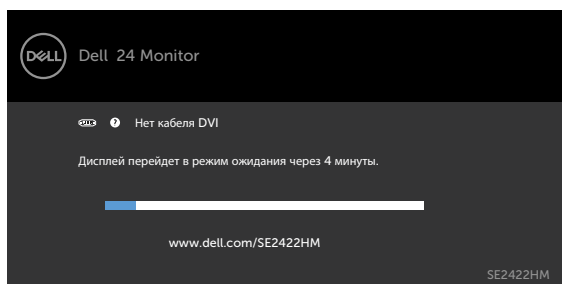 DELL Dell 24 Monitor
? Нет кабеля DVI
Дисплей перейдет в режим ожидания через 4 минуты.
www.dell.com/SE2422HM
SE2422HM